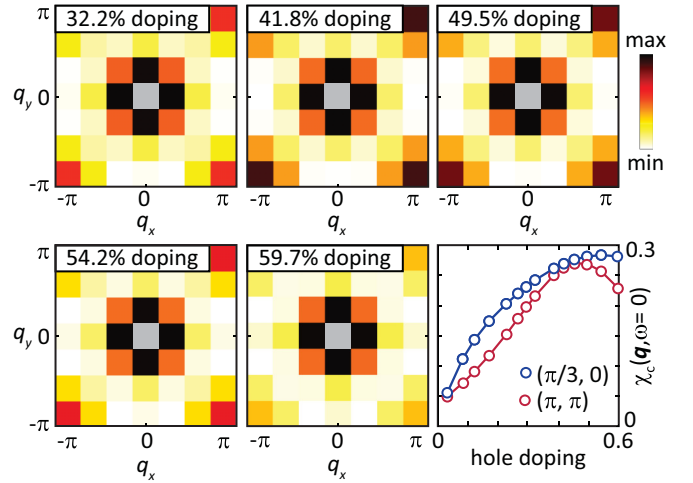 π
32.2% doping
41.8% doping
49.5% doping
max
q_y 0
min
-π
-π 0 π
-π 0 π
-π 0 π
q_x
q_x
q_x
π
54.2% doping
59.7% doping
0.3
q_y 0
χ_c(q,ω= 0)
(π/3, 0)
(π, π)
-π
0
-π 0 π
-π 0 π
0 0.6
q_x
q_x
hole doping